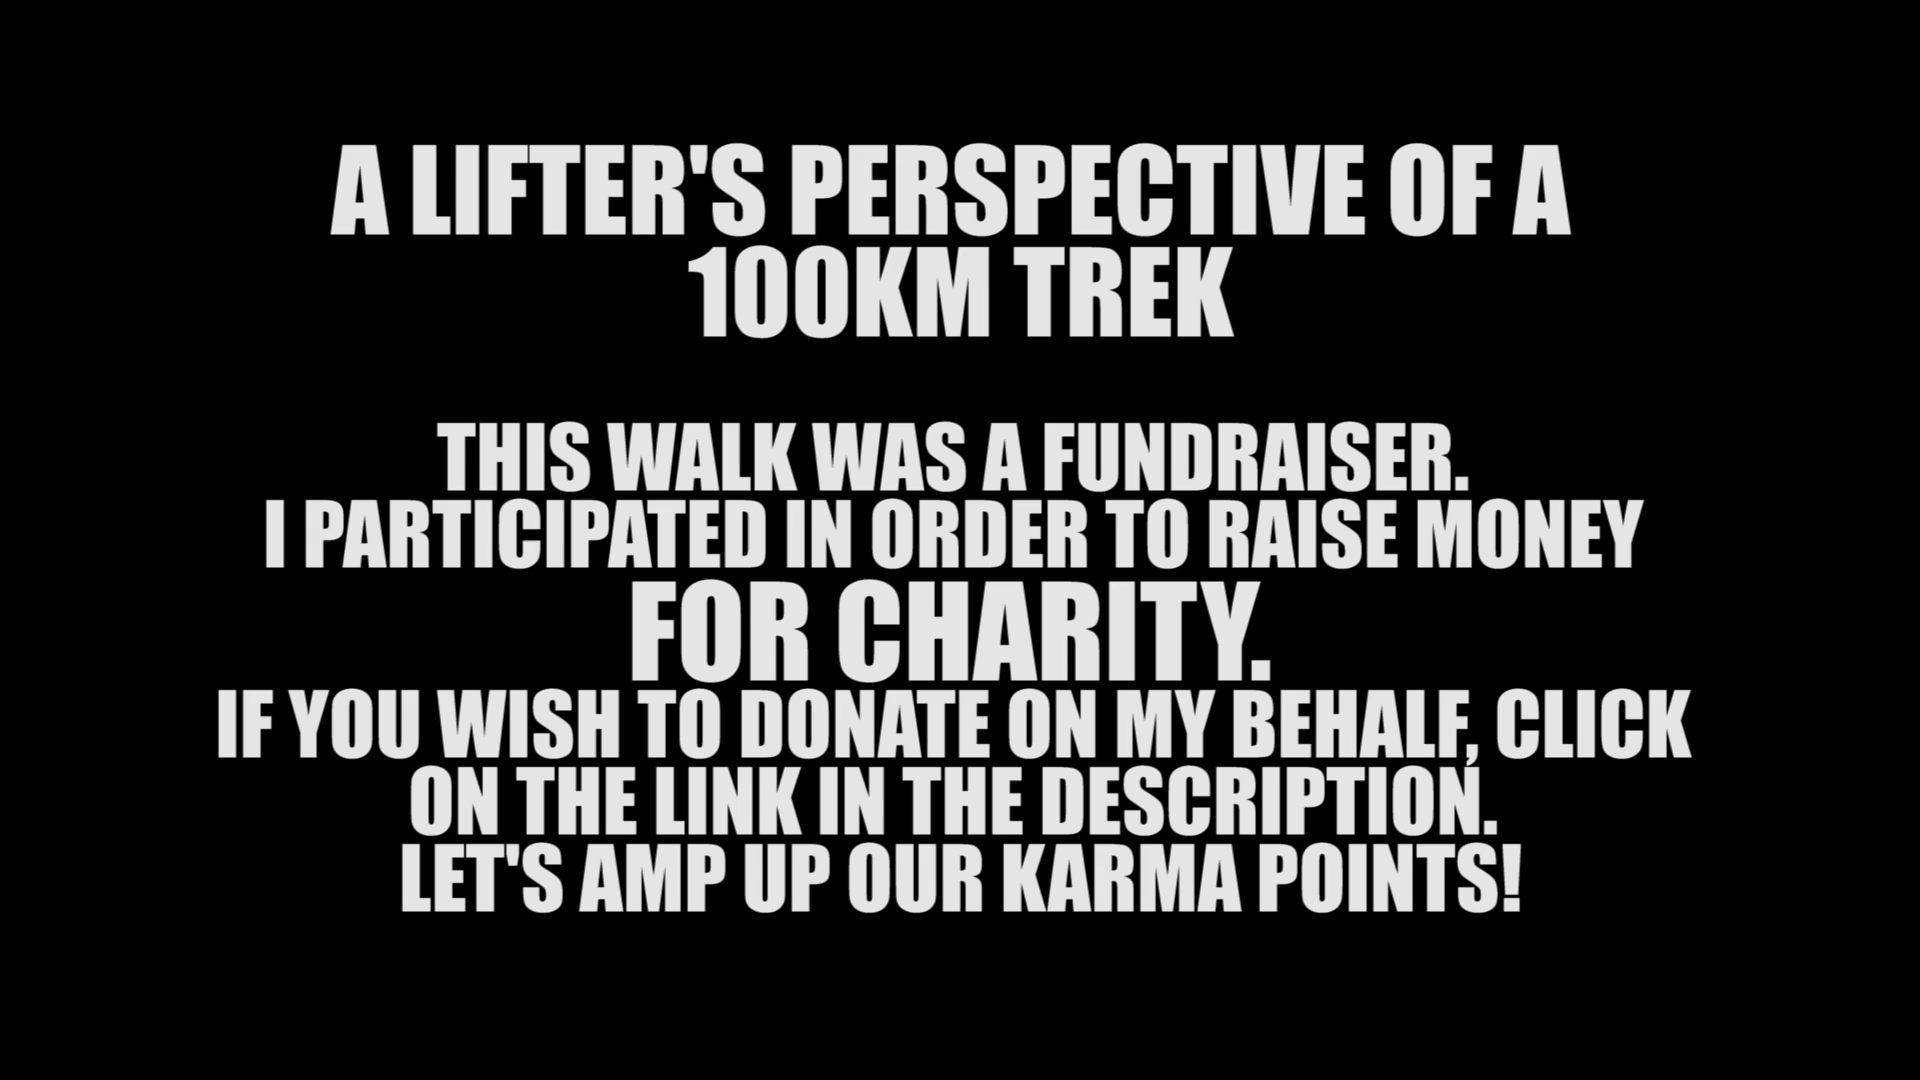 A LIFTER'S PERSPECTIVE OF A
100KM TREK
THIS WALK WAS A FUNDRAISER.
I PARTICIPATED IN ORDER TO RAISE MONEY
FOR CHARITY.
IF YOU WISH TO DONATE ON MY BEHALF, CLICK
ON THE LINK IN THE DESCRIPTION.
LET'S AMP UP OUR KARMA POINTS!